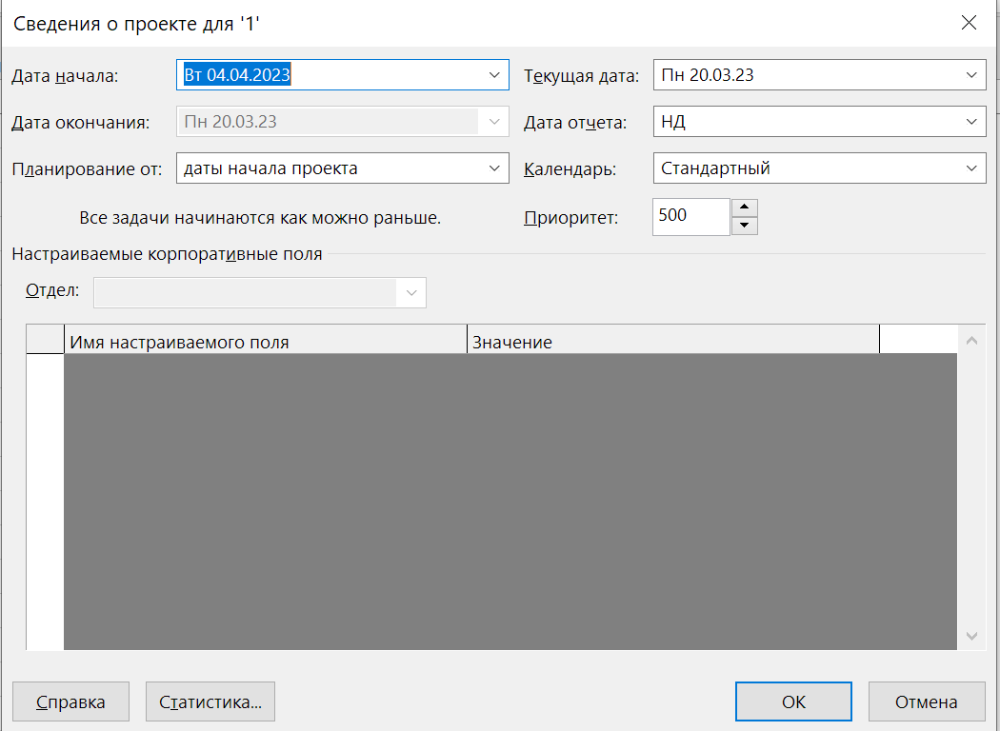 Сведения о проекте для '1'
Дата начала: Вт 04.04.2023 Текущая дата: Пн 20.03.23
Дата окончания: Пн 20.03.23 Дата отчета: НД
Планирование от: даты начала проекта Календарь: Стандартный
Все задачи начинаются как можно раньше. Приоритет: 500
Настраиваемые корпоративные поля
Отдел:
Имя настраиваемого поля Значение
Справка Статистика... ОК Отмена